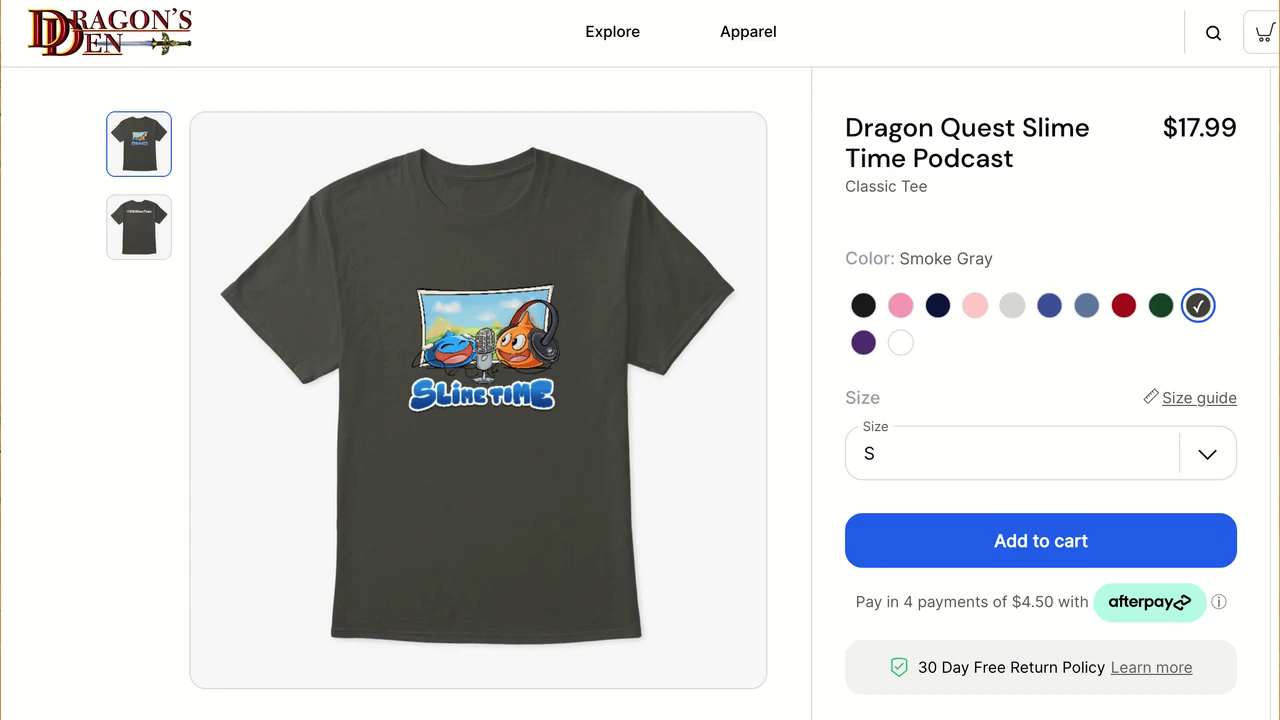 DRAGON'S
DEN
Explore
Apparel
Dragon Quest Slime
Time Podcast
$17.99
Classic Tee
Color: Smoke Gray
SLIME TIME
Size
Size guide
Size
S
Add to cart
Pay in 4 payments of $4.50 with afterpay
30 Day Free Return Policy Learn more